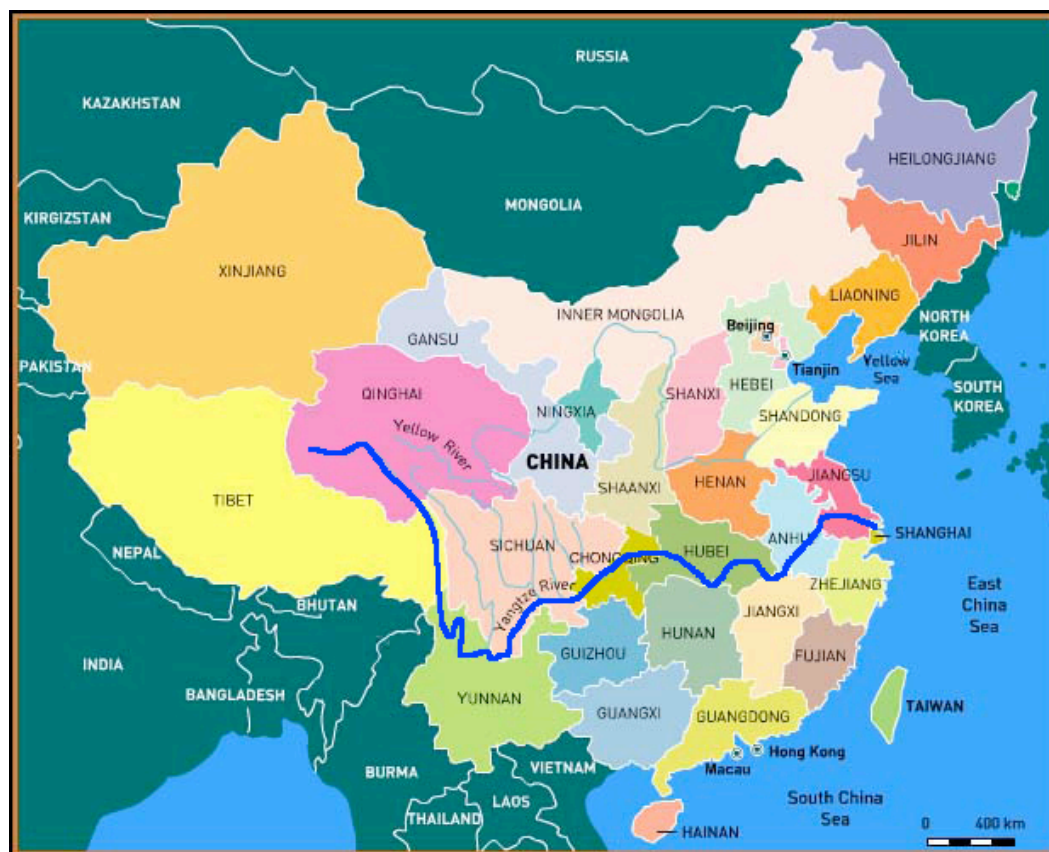 RUSSIA
KAZAKHSTAN
HEILONGJIANG
MONGOLIA
KIRGIZSTAN
JILIN
XINJIANG
LIAONING
INNER MONGOLIA
NORTH
KOREA
Beijing
GANSU
PAKISTAN
Tianjin
Yellow
Sea
SOUTH
KOREA
QINGHAI
SHANXI
HEBEI
NINGXIA
SHANDONG
Yellow River
CHINA
JIANGSU
HENAN
SHAANXI
TIBET
SHANGHAI
ANHUI
SICHUAN
HUBEI
CHONGQING
NEPAL
ZHEJIANG
East
China
Sea
Yangtze River
BHUTAN
JIANGXI
HUNAN
GUIZHOU
FUJIAN
INDIA
BANGLADESH
YUNNAN
TAIWAN
GUANGXI
GUANGDONG
Hong Kong
Macau
VIETNAM
BURMA
LAOS
THAILAND
South China
Sea
HAINAN
0 400 km